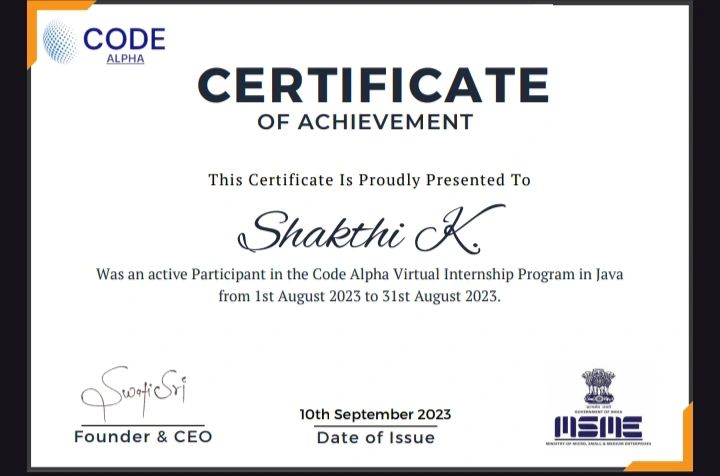 CODE
ALPHA
CERTIFICATE
OF ACHIEVEMENT
This Certificate Is Proudly Presented To
Shakthi K.
Was an active Participant in the Code Alpha Virtual Internship Program in Java
from 1st August 2023 to 31st August 2023.
SwatiSri
Founder & CEO
10th September 2023
Date of Issue
GOVERNMENT OF INDIA
MSME
MINISTRY OF MICRO, SMALL & MEDIUM ENTERPRISES